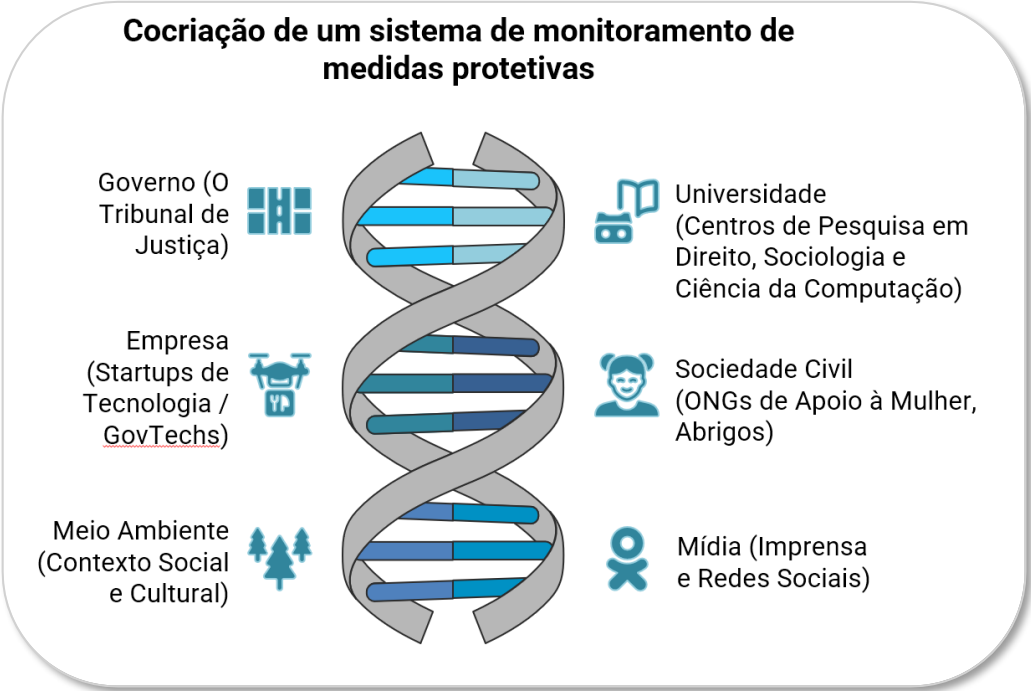 Cocriação de um sistema de monitoramento de
medidas protetivas
Governo (O
Tribunal de
Justiça)
Universidade
(Centros de Pesquisa em
Direito, Sociologia e
Ciência da Computação)
Empresa
(Startups de
Tecnologia /
GovTechs)
Sociedade Civil
(ONGs de Apoio à Mulher,
Abrigos)
Meio Ambiente
(Contexto Social
e Cultural)
Mídia (Imprensa
e Redes Sociais)